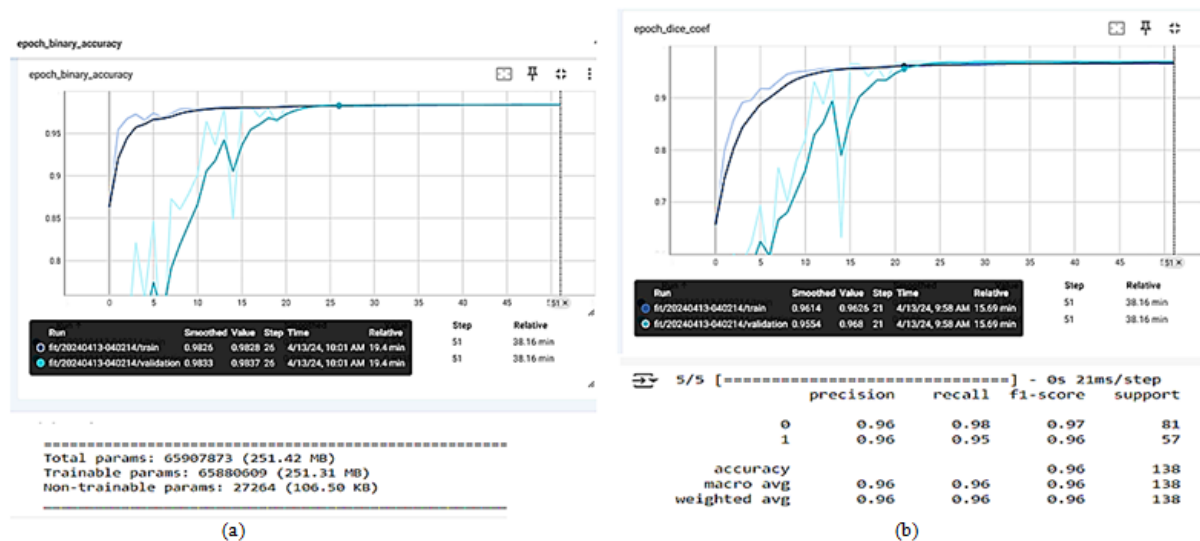 epoch_binary_accuracy
epoch_binary_accuracy
0.95
0.9
0.85
0.8
0 5 10 15 20 25 30 35 40 45 51
Run Smoothed Value Step Time Relative
fit/20240413-040214/train 0.9826 0.9828 26 4/13/24, 10:01 AM 19.4 min
fit/20240413-040214/validation 0.9833 0.9837 26 4/13/24, 10:01 AM 19.4 min
Step Relative
51 38.16 min
51 38.16 min
Total params: 65907873 (251.42 MB)
Trainable params: 65880609 (251.31 MB)
Non-trainable params: 27264 (106.50 KB)
(a)
epoch_dice_coef
0.9
0.8
0.7
0 5 10 15 20 25 30 35 40 45 51
Run Smoothed Value Step Time Relative
fit/20240413-040214/train 0.9614 0.9626 21 4/13/24, 9:58 AM 15.69 min
fit/20240413-040214/validation 0.9554 0.968 21 4/13/24, 9:58 AM 15.69 min
Step Relative
51 38.16 min
51 38.16 min
5/5 [==============================] - 0s 21ms/step
precision recall f1-score support
0 0.96 0.98 0.97 81
1 0.96 0.95 0.96 57
accuracy 0.96 138
macro avg 0.96 0.96 0.96 138
weighted avg 0.96 0.96 0.96 138
(b)